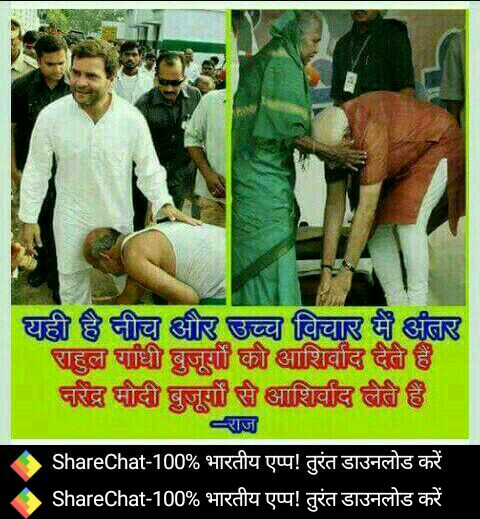 यही है नीच और उच्च विचार में अंतर
राहुल गांधी बुजूर्गो को आशिर्वाद देते हैं
नरेंद्र मोदी बुजूर्गो से आशिर्वाद लेते हैं
–राज
ShareChat-100% भारतीय एप्प! तुरंत डाउनलोड करें
ShareChat-100% भारतीय एप्प! तुरंत डाउनलोड करें